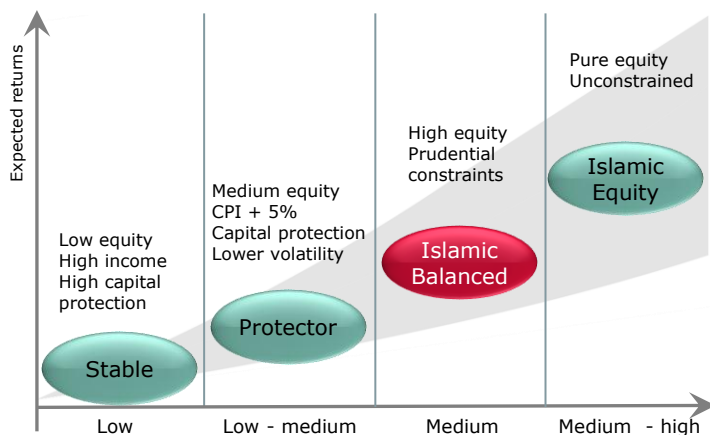 Expected returns
Pure equity
Unconstrained
High equity
Prudential
constraints
Islamic
Equity
Medium equity
CPI + 5%
Capital protection
Lower volatility
Low equity
High income
High capital
protection
Islamic
Balanced
Protector
Stable
Low
Low - medium
Medium
Medium - high